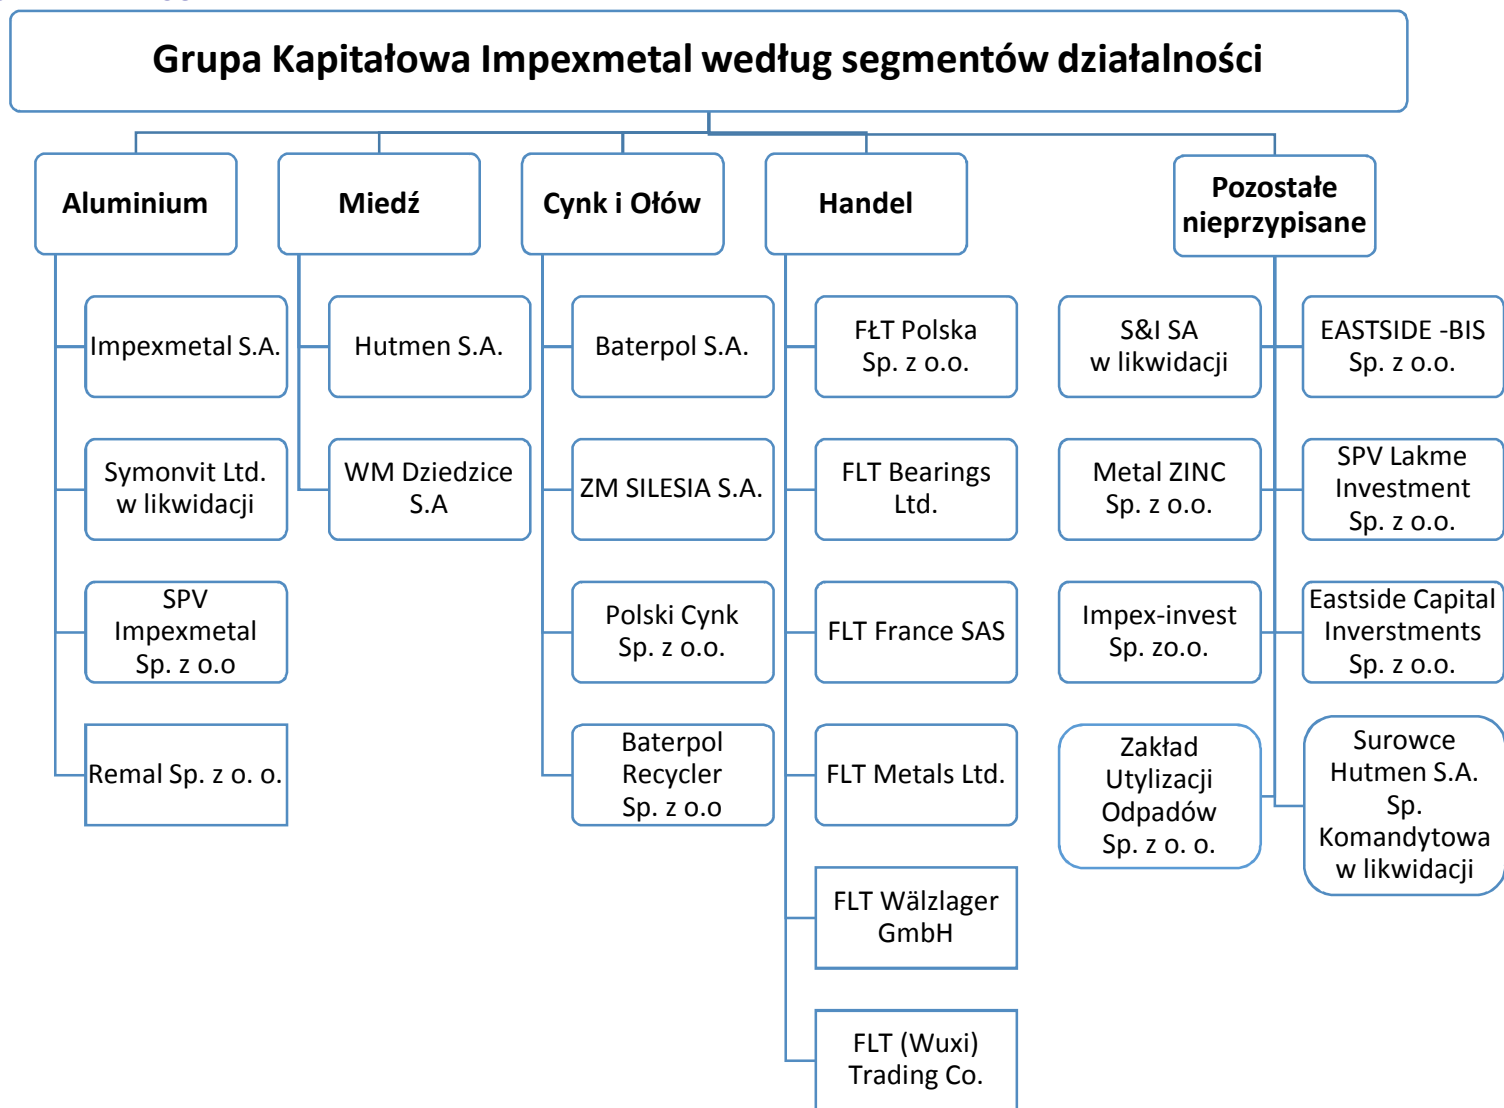 Grupa Kapitałowa Impexmetal według segmentów działalności
Aluminium
Miedź
Cynk i Ołów
Handel
Pozostałe
nieprzypisane
Impexmetal S.A.
Symonvit Ltd.
w likwidacji
SPV
Impexmetal
Sp. z o.o
Remal Sp. z o. o.
Hutmen S.A.
WM Dziedzice
S.A
Baterpol S.A.
ZM SILESIA S.A.
Polski Cynk
Sp. z o.o.
Baterpol
Recycler
Sp. z o.o
FŁT Polska
Sp. z o.o.
FLT Bearings
Ltd.
FLT France SAS
FLT Metals Ltd.
FLT Wälzlager
GmbH
FLT (Wuxi)
Trading Co.
S&I SA
w likwidacji
EASTSIDE -BIS
Sp. z o.o.
Metal ZINC
Sp. z o.o.
SPV Lakme
Investment
Sp. z o.o.
Impex-invest
Sp. zo.o.
Eastside Capital
Inverstments
Sp. z o.o.
Zakład
Utylizacji
Odpadów
Sp. z o. o.
Surowce
Hutmen S.A.
Sp.
Komandytowa
w likwidacji